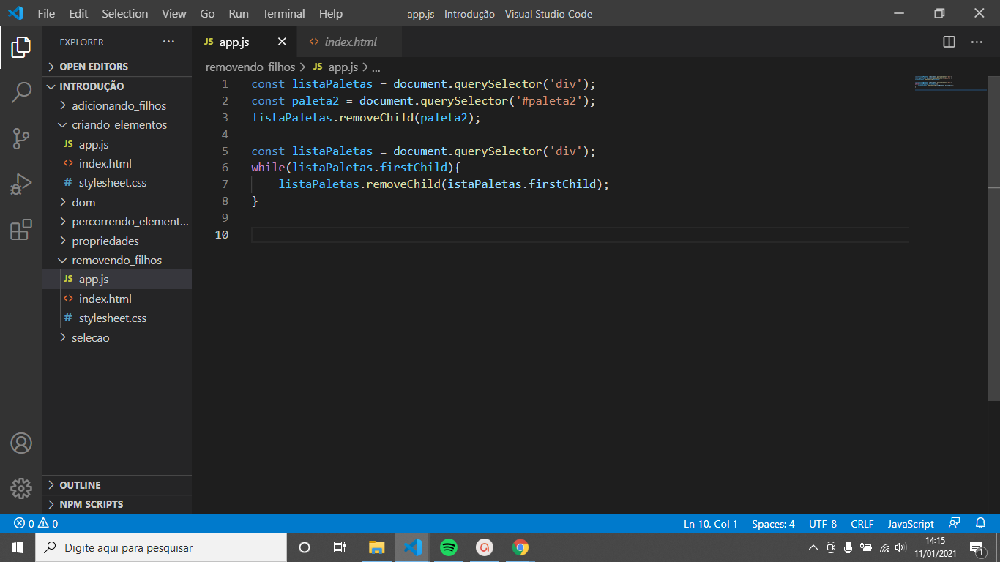 File Edit Selection View Go Run Terminal Help app.js - Introdução - Visual Studio Code
EXPLORER
OPEN EDITORS
INTRODUÇÃO
adicionando_filhos
criando_elementos
JS app.js
<> index.html
# stylesheet.css
dom
percorrendo_element...
propriedades
removendo_filhos
JS app.js
<> index.html
# stylesheet.css
selecao
OUTLINE
NPM SCRIPTS
JS app.js <> index.html
removendo_filhos > JS app.js > ...
1 const listaPaletas = document.querySelector('div');
2 const paleta2 = document.querySelector('#paleta2');
3 listaPaletas.removeChild(paleta2);
4
5 const listaPaletas = document.querySelector('div');
6 while(listaPaletas.firstChild){
7 listaPaletas.removeChild(istaPaletas.firstChild);
8 }
9
10
0 0 Ln 10, Col 1 Spaces: 4 UTF-8 CRLF JavaScript
Digite aqui para pesquisar
14:15
11/01/2021
1